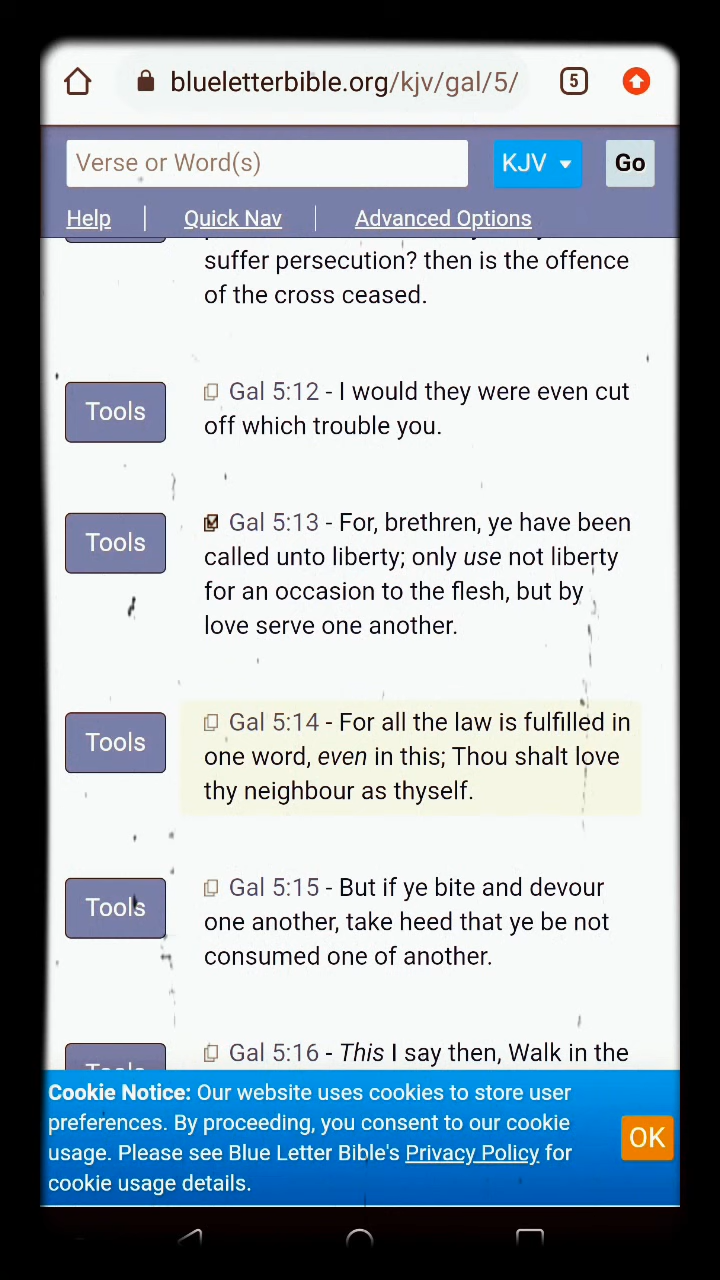 blueletterbible.org/kjv/gal/5/
5
Verse or Word(s)
KJV
Go
Help
Quick Nav
Advanced Options
suffer persecution? then is the offence
of the cross ceased.
Tools
Gal 5:12 - I would they were even cut
off which trouble you.
Tools
Gal 5:13 - For, brethren, ye have been
called unto liberty; only use not liberty
for an occasion to the flesh, but by
love serve one another.
Tools
Gal 5:14 - For all the law is fulfilled in
one word, even in this; Thou shalt love
thy neighbour as thyself.
Tools
Gal 5:15 - But if ye bite and devour
one another, take heed that ye be not
consumed one of another.
Gal 5:16 - This I say then, Walk in the
Cookie Notice: Our website uses cookies to store user
preferences. By proceeding, you consent to our cookie
usage. Please see Blue Letter Bible's Privacy Policy for
cookie usage details.
OK